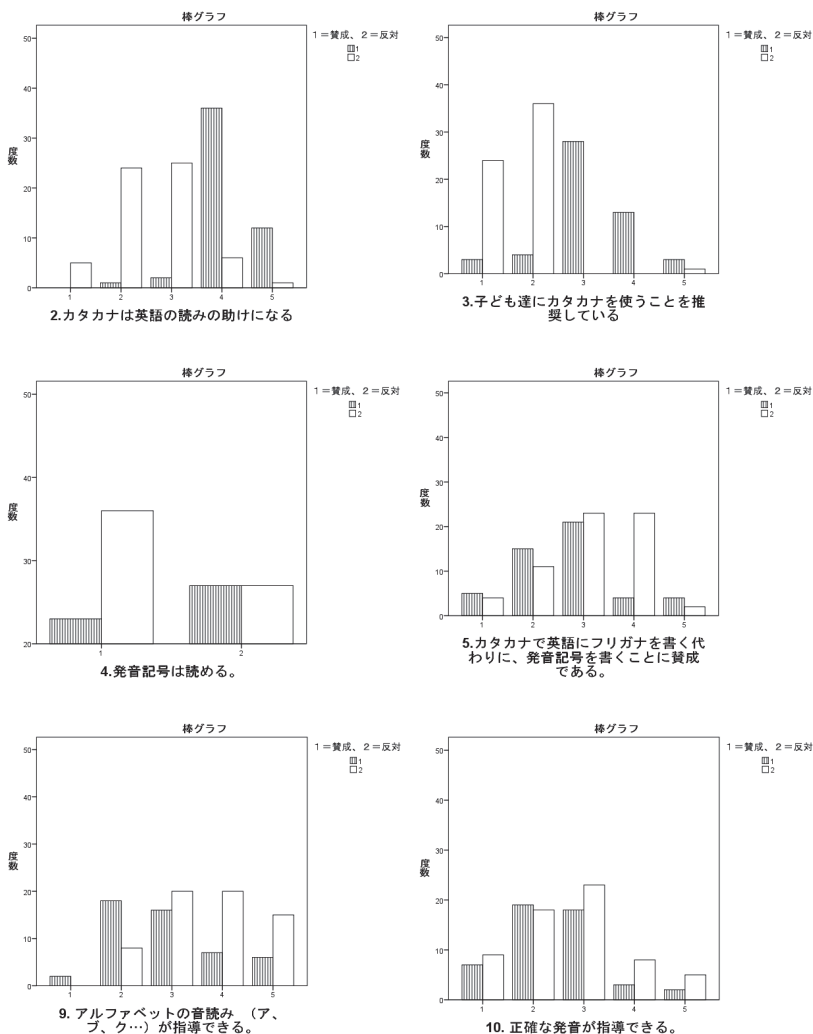 棒グラフ
1＝賛成、2＝反対
1
2
50
40
30
20
10
0
度数
1 2 3 4 5
2.カタカナは英語の読みの助けになる
棒グラフ
1＝賛成、2＝反対
1
2
50
40
30
20
10
0
度数
1 2 3 4 5
3.子ども達にカタカナを使うことを推
奨している
棒グラフ
1＝賛成、2＝反対
1
2
50
40
30
20
度数
1 2
4.発音記号は読める。
棒グラフ
1＝賛成、2＝反対
1
2
50
40
30
20
10
0
度数
1 2 3 4 5
5.カタカナで英語にフリガナを書く代
わりに、発音記号を書くことに賛成
である。
棒グラフ
1＝賛成、2＝反対
1
2
50
40
30
20
10
0
度数
1 2 3 4 5
9. アルファベットの音読み （ア、
ブ、ク…）が指導できる。
棒グラフ
1＝賛成、2＝反対
1
2
50
40
30
20
10
0
度数
1 2 3 4 5
10. 正確な発音が指導できる。